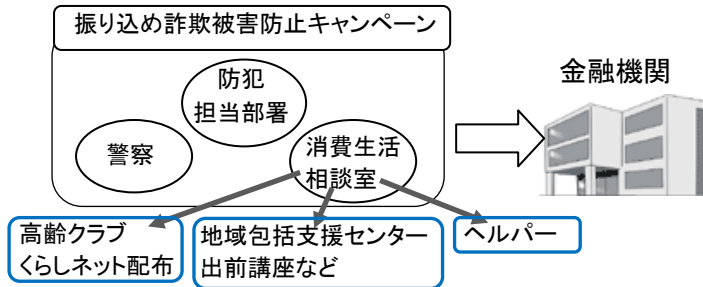 振り込め詐欺被害防止キャンペーン
防犯
担当部署
警察
消費生活
相談室
金融機関
高齢クラブ
くらしネット配布
地域包括支援センター
出前講座など
ヘルパー